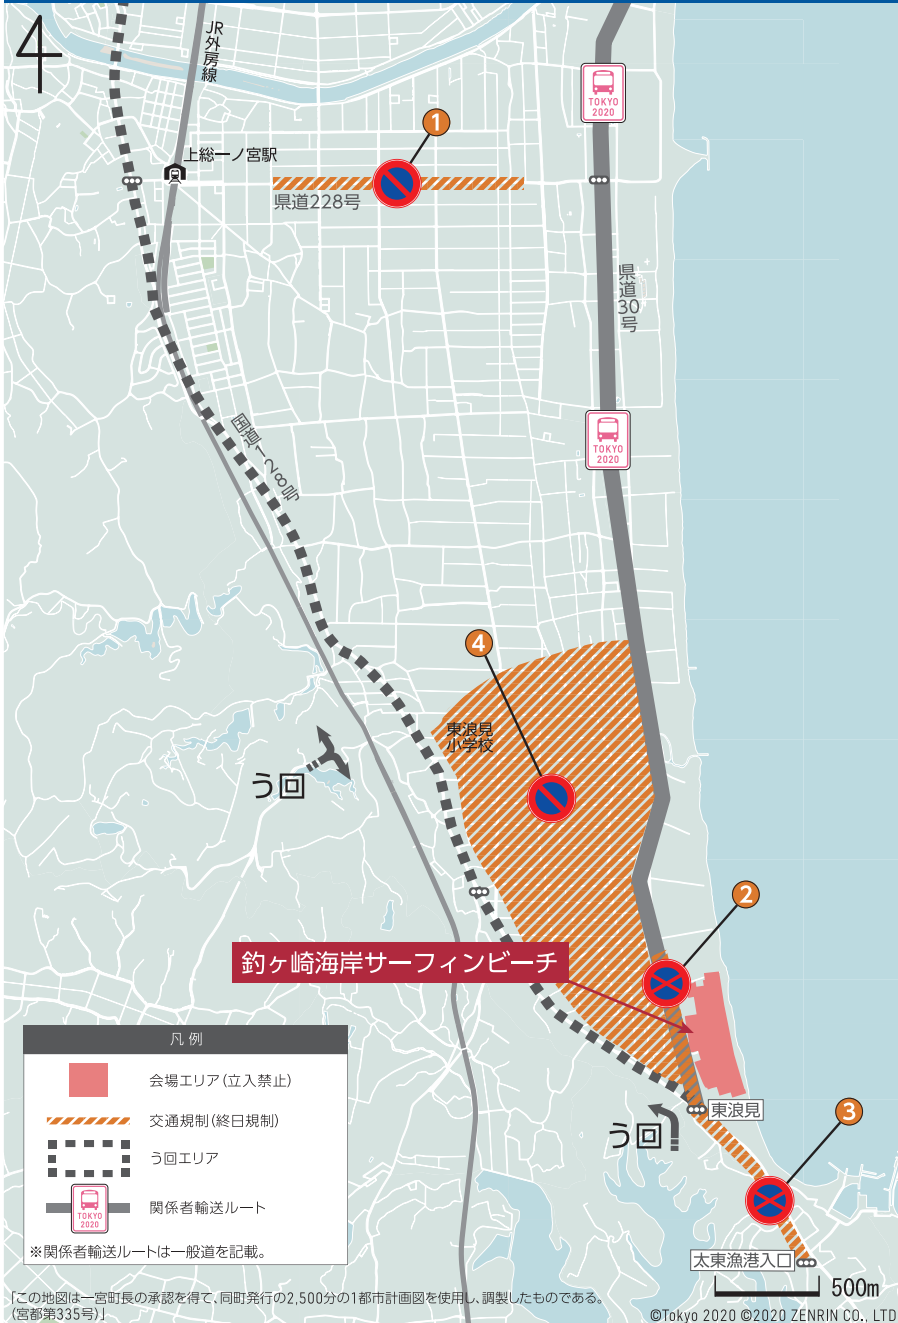 JR外房線
TOKYO
2020
1
上総一ノ宮駅
県道228号
県道30号
TOKYO
2020
国道128号
4
東浪見
小学校
う回
2
釣ヶ崎海岸サーフィンビーチ
凡例
会場エリア(立入禁止)
交通規制(終日規制)
う回エリア
TOKYO
2020
関係者輸送ルート
※関係者輸送ルートは一般道を記載。
東浪見
う回
3
太東漁港入口
500m
「この地図は一宮町長の承認を得て、同町発行の2,500分の1都市計画図を使用し、調製したものである。
(宮都第335号)」
©Tokyo 2020 ©2020 ZENRIN CO., LTD